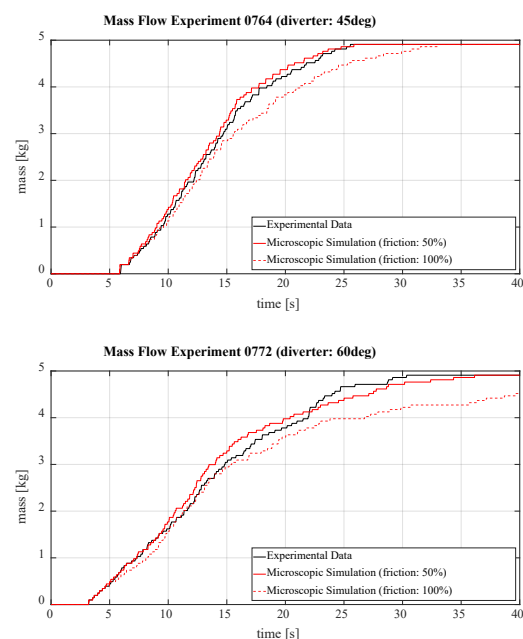 Mass Flow Experiment 0764 (diverter: 45deg)
5
4
3
2
1
0
mass [kg]
Experimental Data
Microscopic Simulation (friction: 50%)
Microscopic Simulation (friction: 100%)
0 5 10 15 20 25 30 35 40
time [s]
Mass Flow Experiment 0772 (diverter: 60deg)
5
4
3
2
1
0
mass [kg]
Experimental Data
Microscopic Simulation (friction: 50%)
Microscopic Simulation (friction: 100%)
0 5 10 15 20 25 30 35 40
time [s]